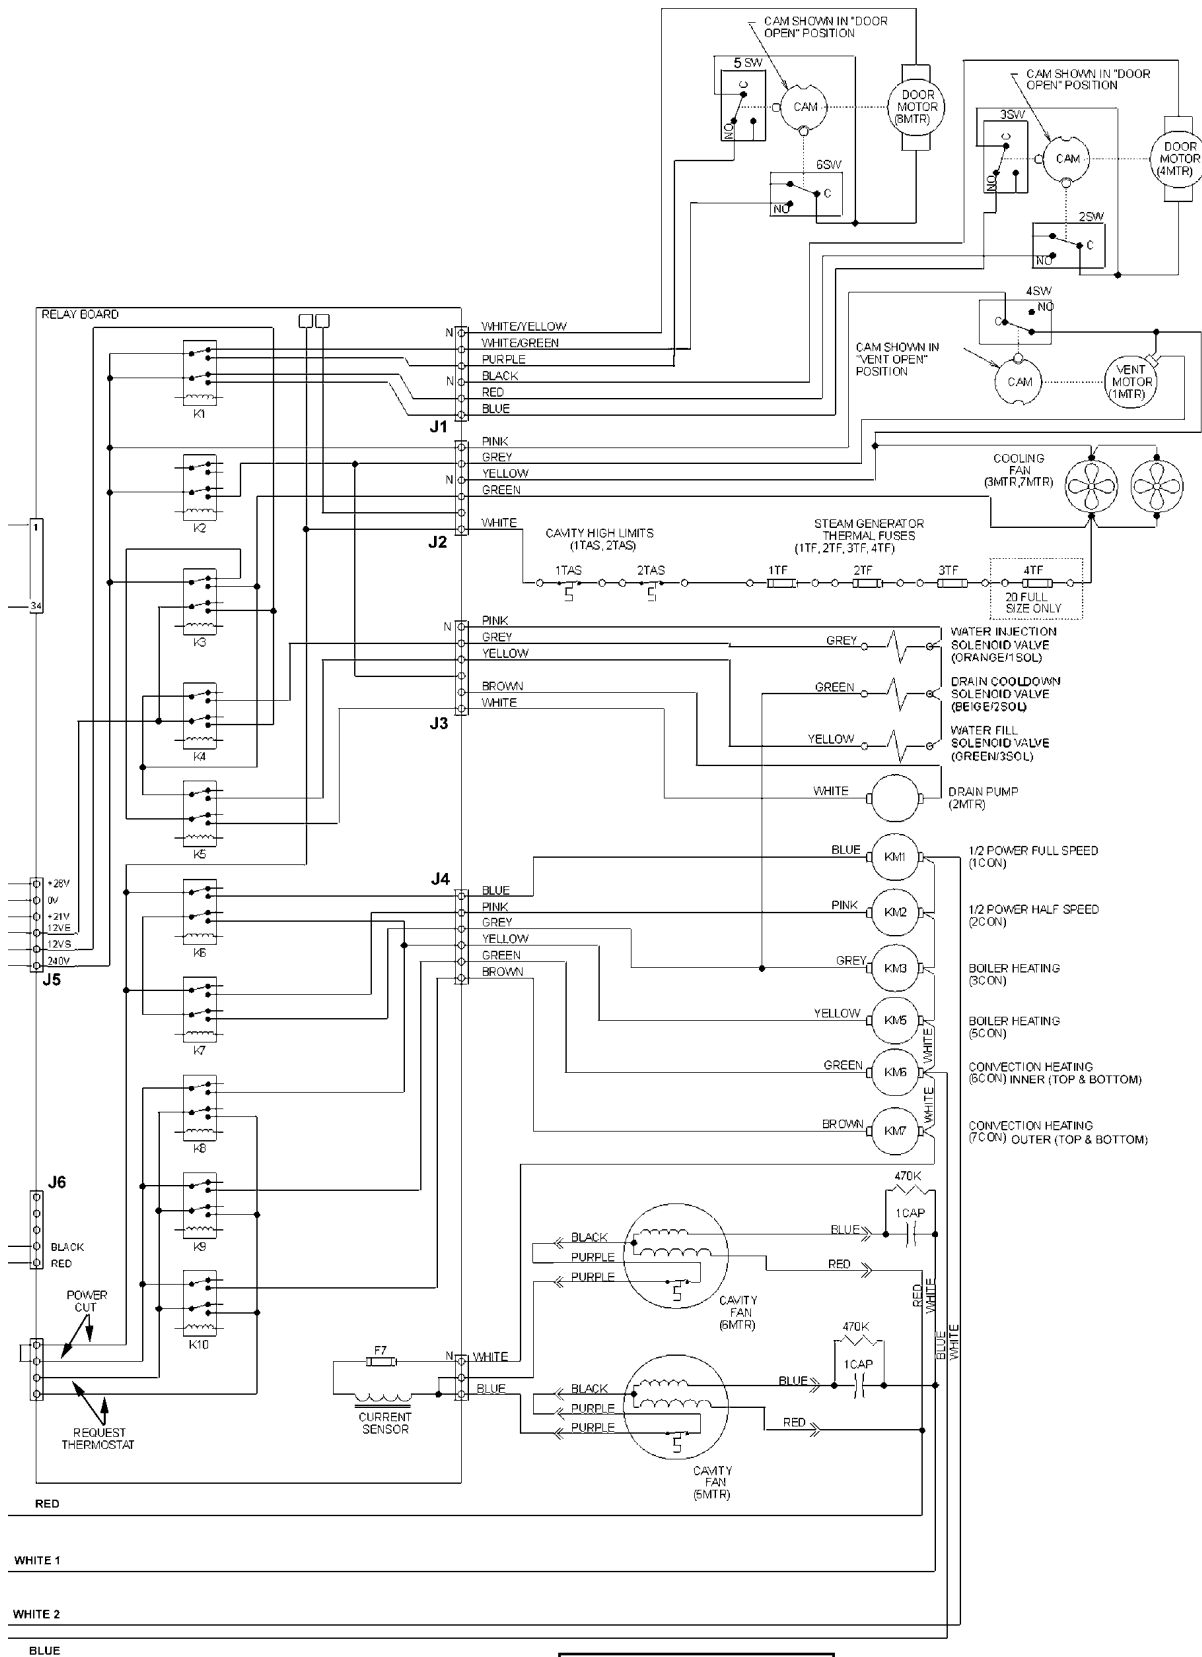 CAM SHOWN IN "DOOR
OPEN" POSITION
5 SW
C
NO
CAM
DOOR
MOTOR
(8MTR)
6SW
C
NO
CAM SHOWN IN "DOOR
OPEN" POSITION
3SW
C
NO
CAM
DOOR
MOTOR
(4MTR)
2SW
C
NO
4SW
NO
C
CAM SHOWN IN
"VENT OPEN"
POSITION
CAM
VENT
MOTOR
(1MTR)
RELAY BOARD
N
WHITE/YELLOW
WHITE/GREEN
PURPLE
N
BLACK
RED
BLUE
J1
K1
PINK
GREY
N
YELLOW
GREEN
WHITE
J2
K2
COOLING
FAN
(3MTR,7MTR)
CAVITY HIGH LIMITS
(1TAS, 2TAS)
1TAS
2TAS
STEAM GENERATOR
THERMAL FUSES
(1TF, 2TF, 3TF, 4TF)
1TF
2TF
3TF
4TF
20 FULL
SIZE ONLY
1
34
K3
N
PINK
GREY
YELLOW
BROWN
WHITE
J3
K4
K5
GREY
WATER INJECTION
SOLENOID VALVE
(ORANGE/1SOL)
GREEN
DRAIN COOLDOWN
SOLENOID VALVE
(BEIGE/2SOL)
YELLOW
WATER FILL
SOLENOID VALVE
(GREEN/3SOL)
WHITE
DRAIN PUMP
(2MTR)
BLUE
KM1
1/2 POWER FULL SPEED
(1CON)
PINK
KM2
1/2 POWER HALF SPEED
(2CON)
GREY
KM3
BOILER HEATING
(3CON)
YELLOW
KM5
BOILER HEATING
(5CON)
WHITE
GREEN
KM6
CONVECTION HEATING
(6CON) INNER (TOP & BOTTOM)
WHITE
BROWN
KM7
CONVECTION HEATING
(7CON) OUTER (TOP & BOTTOM)
J4
BLUE
PINK
GREY
YELLOW
GREEN
BROWN
+28V
0V
+21V
12VE
12VS
240V
J5
K6
K7
K8
K9
K10
J6
BLACK
RED
POWER
CUT
REQUEST
THERMOSTAT
F7
CURRENT
SENSOR
N
WHITE
BLUE
BLACK
PURPLE
PURPLE
CAVITY
FAN
(6MTR)
BLUE
RED
470K
1CAP
RED
WHITE
BLUE
WHITE
BLACK
PURPLE
PURPLE
CAVITY
FAN
(5MTR)
BLUE
RED
470K
1CAP
RED
WHITE 1
WHITE 2
BLUE